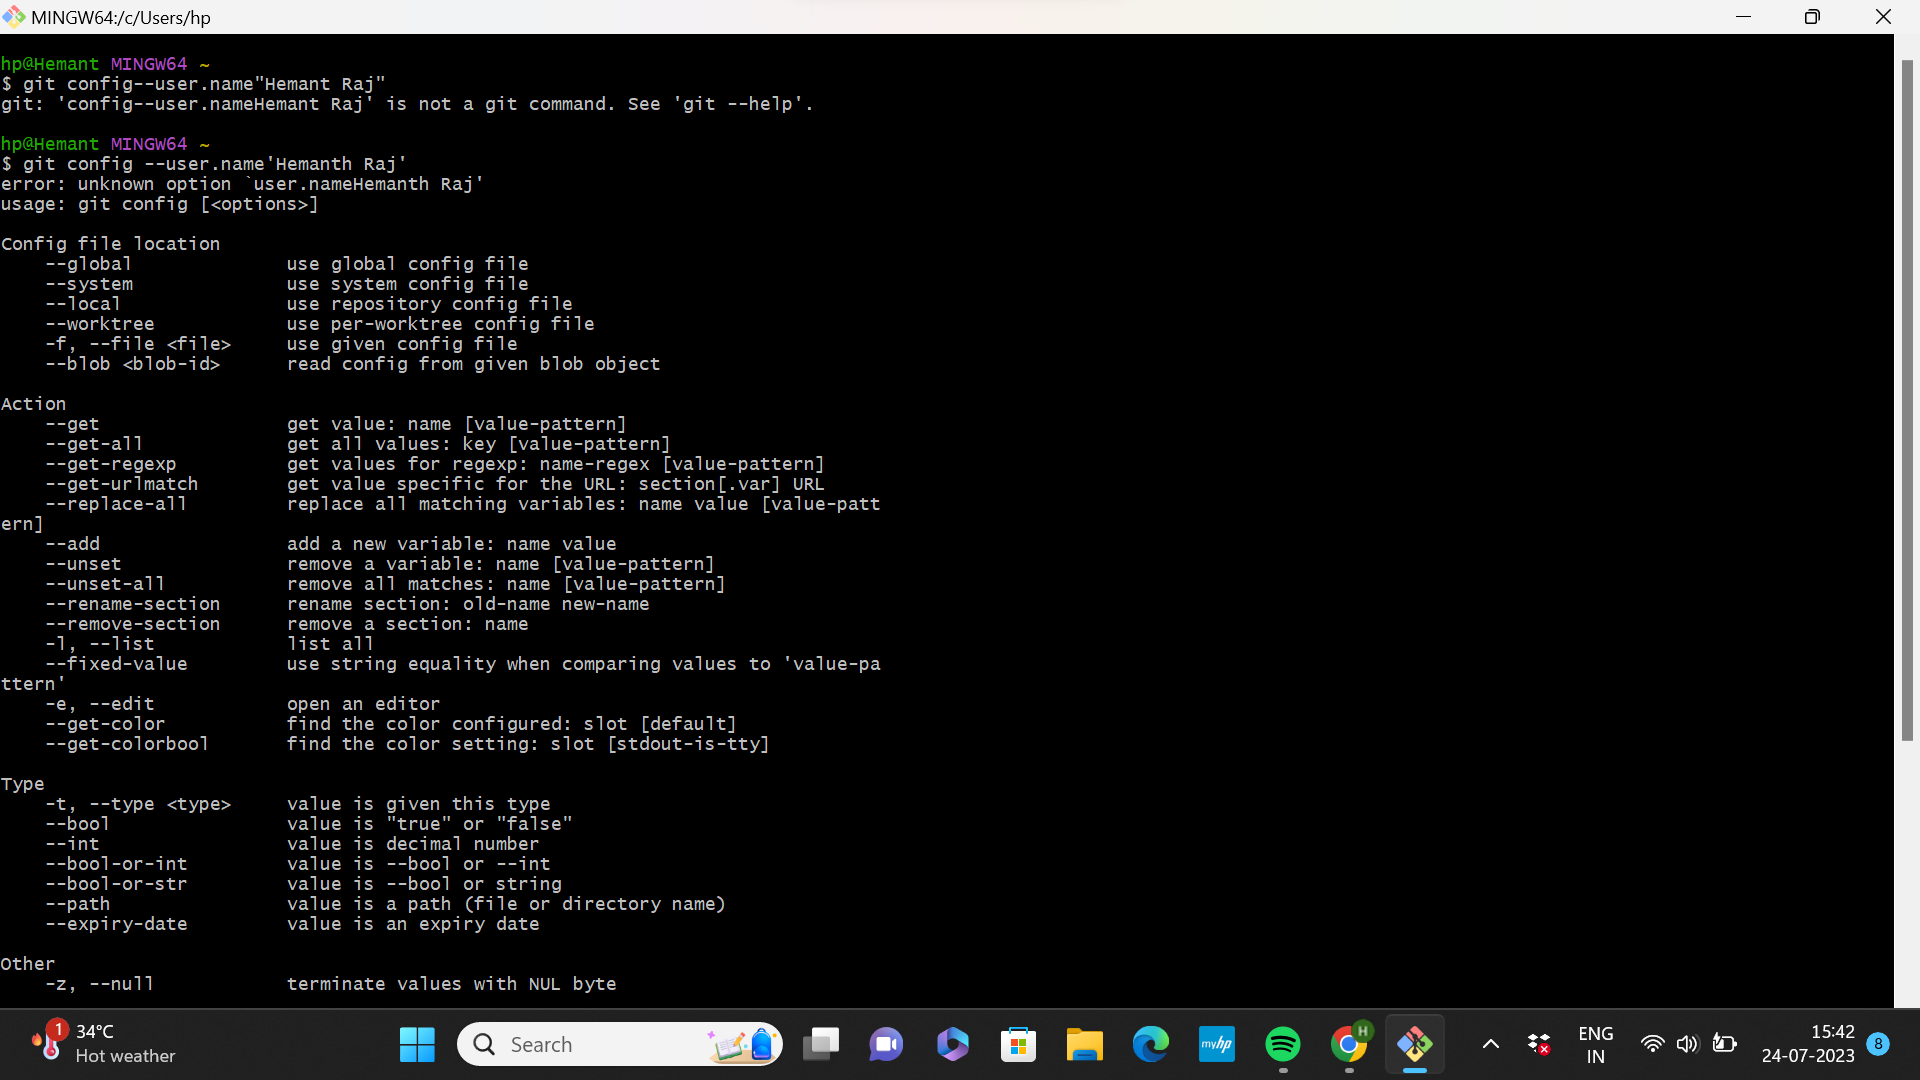 MINGW64:/c/Users/hp
hp@Hemant MINGW64 ~
$ git config--user.name"Hemant Raj"
git: 'config--user.nameHemant Raj' is not a git command. See 'git --help'.
hp@Hemant MINGW64 ~
$ git config --user.name'Hemanth Raj'
error: unknown option `user.nameHemanth Raj'
usage: git config [<options>]
Config file location
--global use global config file
--system use system config file
--local use repository config file
--worktree use per-worktree config file
-f, --file <file> use given config file
--blob <blob-id> read config from given blob object
Action
--get get value: name [value-pattern]
--get-all get all values: key [value-pattern]
--get-regexp get values for regexp: name-regex [value-pattern]
--get-urlmatch get value specific for the URL: section[.var] URL
--replace-all replace all matching variables: name value [value-patt
ern]
--add add a new variable: name value
--unset remove a variable: name [value-pattern]
--unset-all remove all matches: name [value-pattern]
--rename-section rename section: old-name new-name
--remove-section remove a section: name
-l, --list list all
--fixed-value use string equality when comparing values to 'value-pa
ttern'
-e, --edit open an editor
--get-color find the color configured: slot [default]
--get-colorbool find the color setting: slot [stdout-is-tty]
Type
-t, --type <type> value is given this type
--bool value is "true" or "false"
--int value is decimal number
--bool-or-int value is --bool or --int
--bool-or-str value is --bool or string
--path value is a path (file or directory name)
--expiry-date value is an expiry date
Other
-z, --null terminate values with NUL byte
1
34°C
Hot weather
Search
myhp
H
ENG
IN
15:42
24-07-2023
8